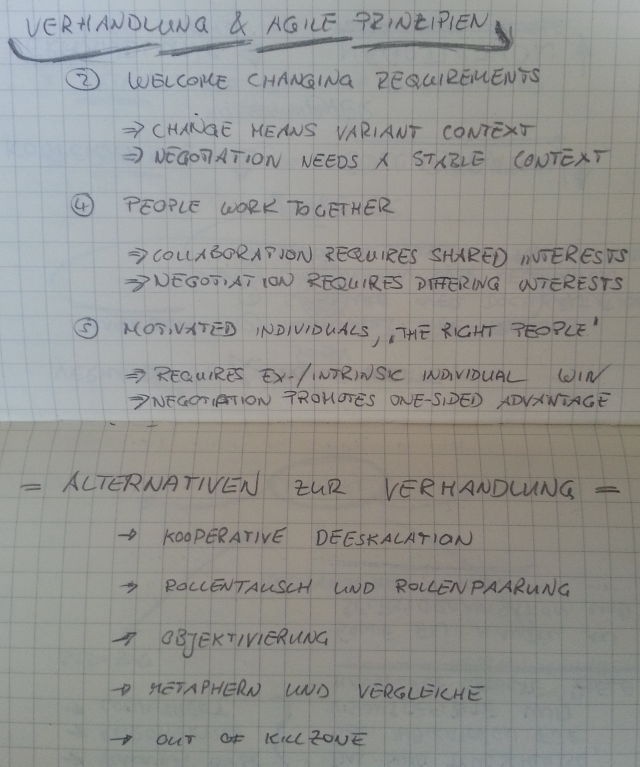 VERHANDLUNG & AGILE PRINZIPIEN
② WELCOME CHANGING REQUIREMENTS
⇒ CHANGE MEANS VARIANT CONTEXT
⇒ NEGOTIATION NEEDS A STABLE CONTEXT
④ PEOPLE WORK TOGETHER
⇒ COLLABORATION REQUIRES SHARED INTERESTS
⇒ NEGOTIATION REQUIRES DIFFERING INTERESTS
⑤ MOTIVATED INDIVIDUALS, „THE RIGHT PEOPLE"
⇒ REQUIRES EX-/INTRINSIC INDIVIDUAL WIN
⇒ NEGOTIATION PROMOTES ONE-SIDED ADVANTAGE
= ALTERNATIVEN ZUR VERHANDLUNG =
→ KOOPERATIVE DEESKALATION
→ ROLLENTAUSCH UND ROLLENPAARUNG
→ OBJEKTIVIERUNG
→ METAPHERN UND VERGLEICHE
→ OUT OF KILLZONE